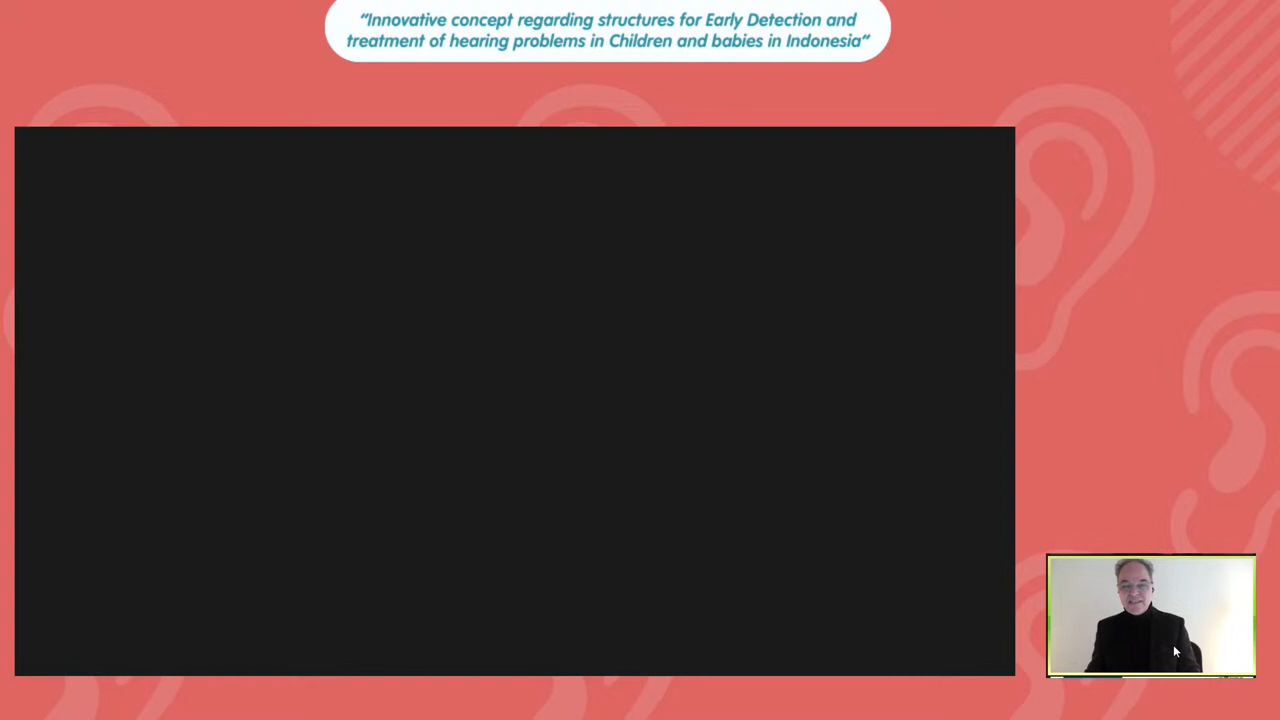 “Innovative concept regarding structures for Early Detection and
treatment of hearing problems in Children and babies in Indonesia“